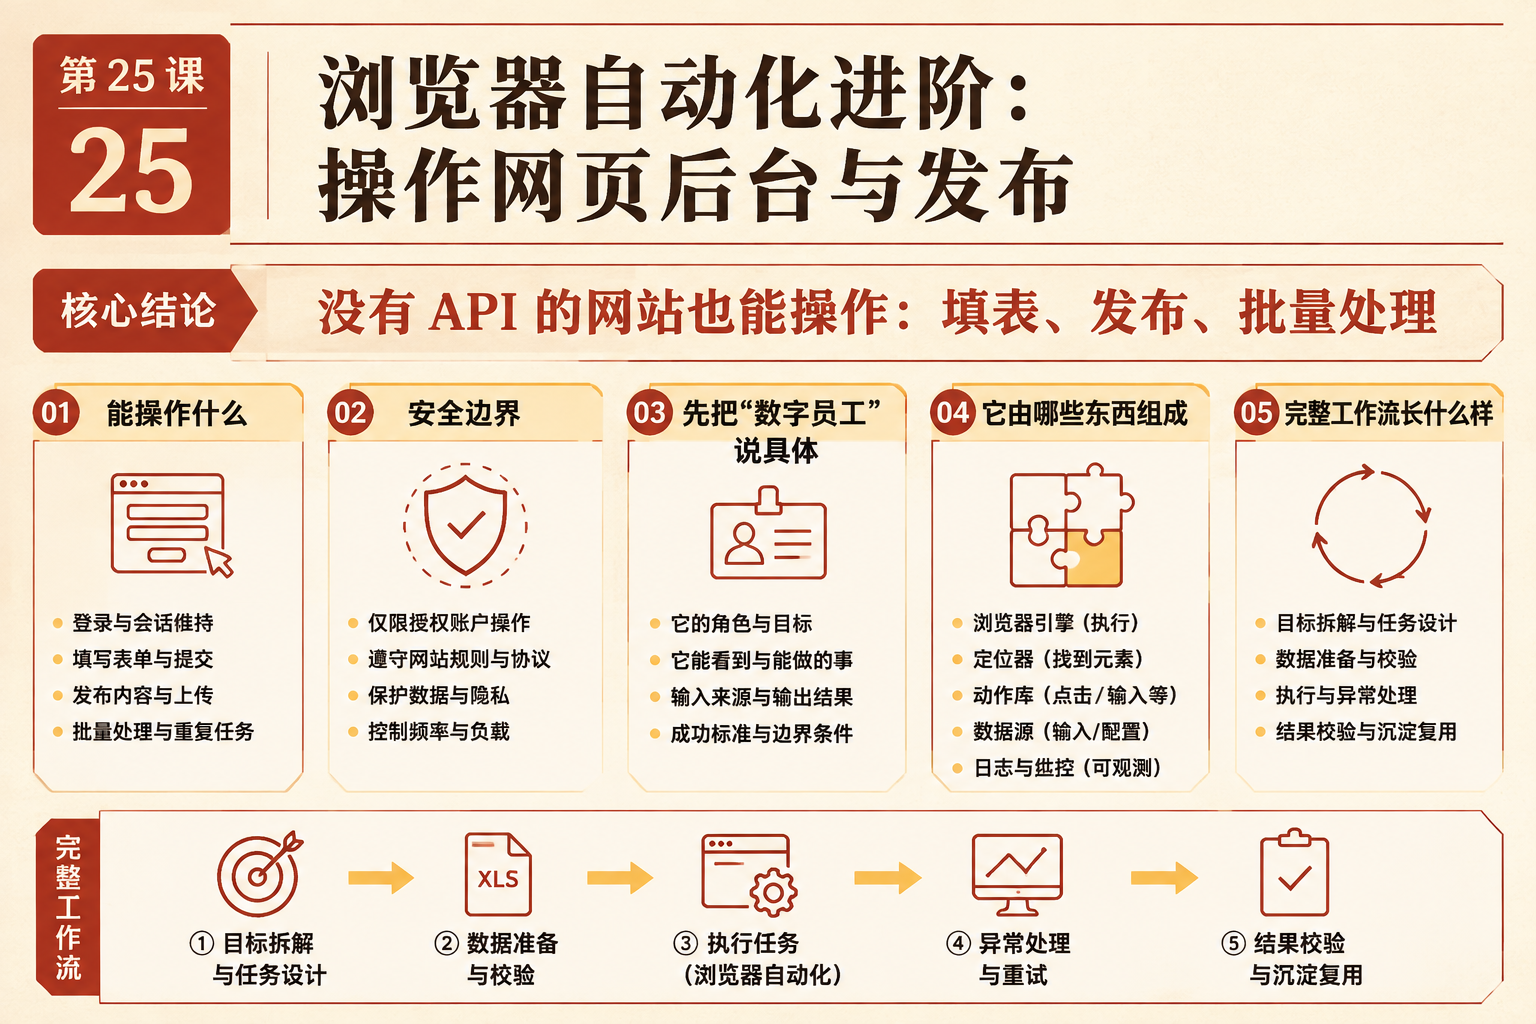 第 25 课
25
浏览器自动化进阶：
操作网页后台与发布
核心结论
没有 API 的网站也能操作：填表、发布、批量处理
01 能操作什么
登录与会话维持
填写表单与提交
发布内容与上传
批量处理与重复任务
02 安全边界
仅限授权账户操作
遵守网站规则与协议
保护数据与隐私
控制频率与负载
03 先把“数字员工”
说具体
它的角色与目标
它能看到与能做的事
输入来源与输出结果
成功标准与边界条件
04 它由哪些东西组成
浏览器引擎（执行）
定位器（找到元素）
动作库（点击/输入等）
数据源（输入/配置）
日志与监控（可观测）
05 完整工作流长什么样
目标拆解与任务设计
数据准备与校验
执行与异常处理
结果校验与沉淀复用
完整工作流
① 目标拆解
与任务设计
XLS
② 数据准备
与校验
③ 执行任务
（浏览器自动化）
④ 异常处理
与重试
⑤ 结果校验
与沉淀复用